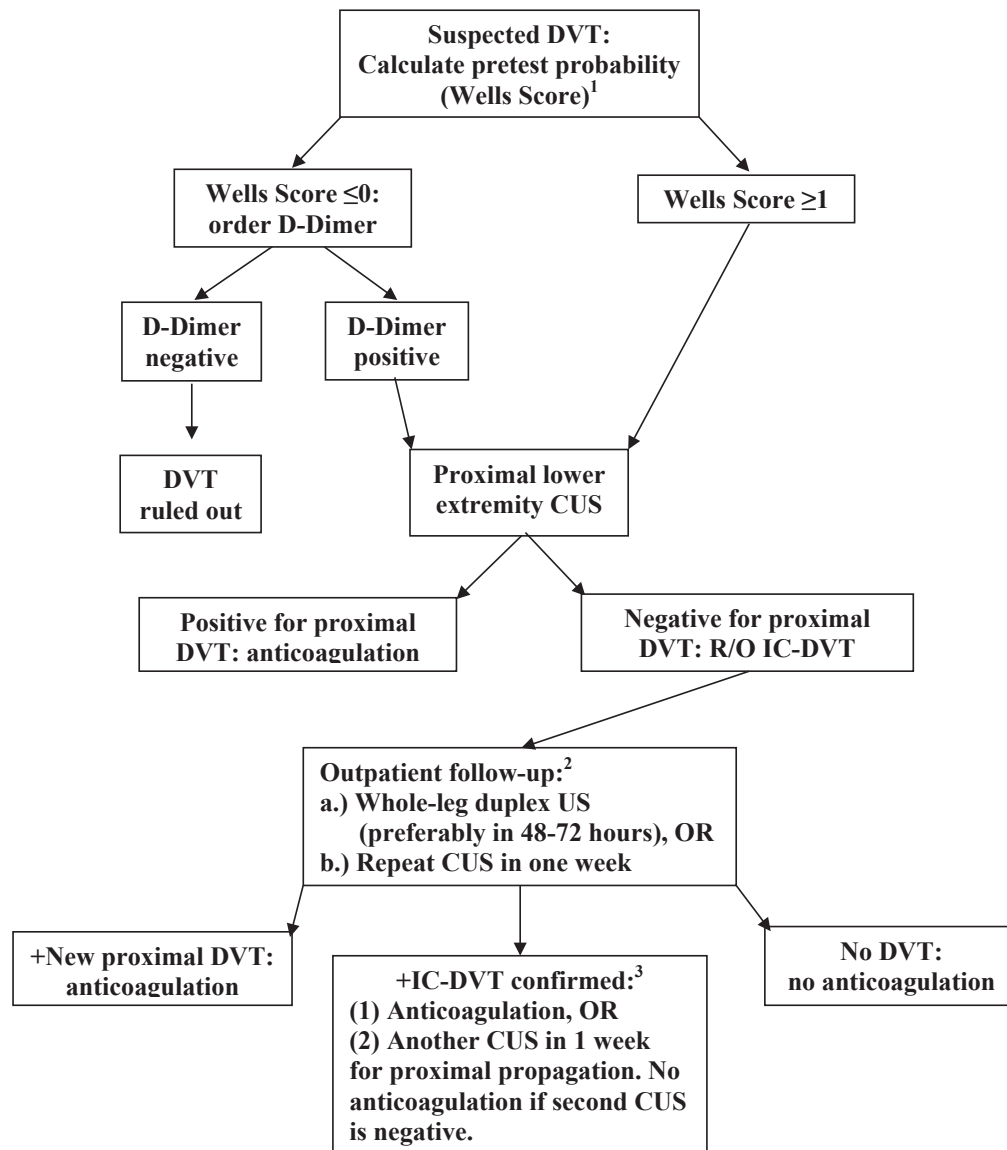 Suspected DVT:
Calculate pretest probability
(Wells Score)1
Wells Score ≤0:
order D-Dimer
Wells Score ≥1
D-Dimer
negative
D-Dimer
positive
DVT
ruled out
Proximal lower
extremity CUS
Positive for proximal
DVT: anticoagulation
Negative for proximal
DVT: R/O IC-DVT
Outpatient follow-up:2
a.) Whole-leg duplex US
(preferably in 48-72 hours), OR
b.) Repeat CUS in one week
+New proximal DVT:
anticoagulation
+IC-DVT confirmed:3
(1) Anticoagulation, OR
(2) Another CUS in 1 week
for proximal propagation. No
anticoagulation if second CUS
is negative.
No DVT:
no anticoagulation